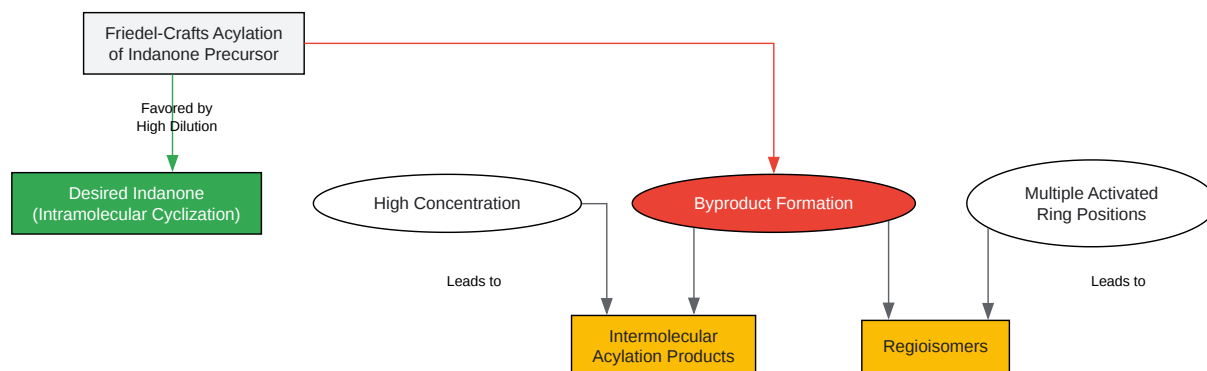 Friedel-Crafts Acylation
of Indanone Precursor
Favored by
High Dilution
Desired Indanone
(Intramolecular Cyclization)
High Concentration
Byproduct Formation
Multiple Activated
Ring Positions
Leads to
Leads to
Intermolecular
Acylation Products
Regioisomers